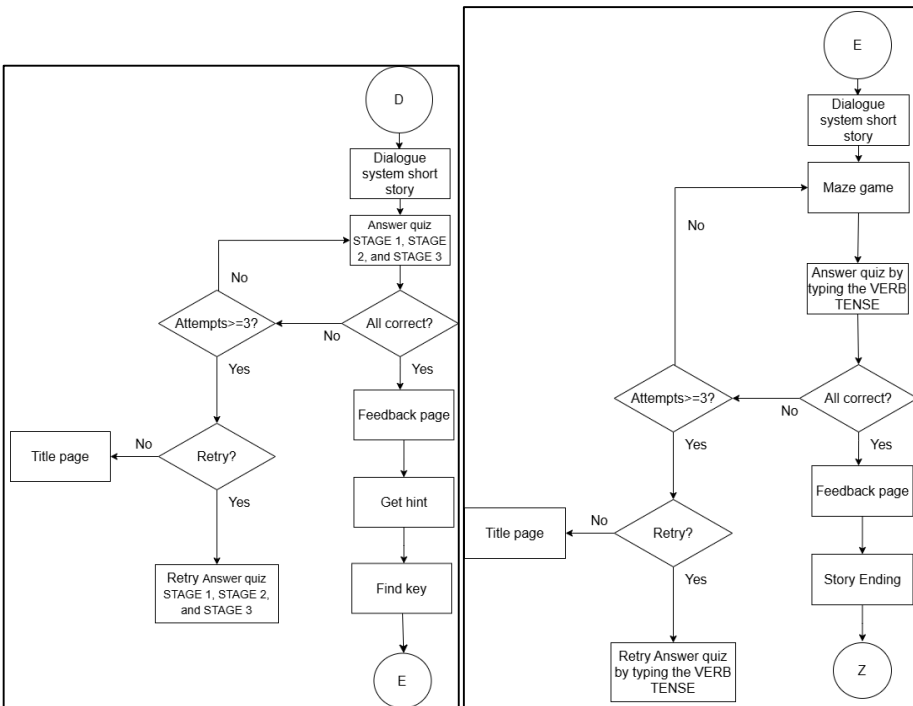 D
Dialogue
system short
story
Answer quiz
STAGE 1, STAGE
2, and STAGE 3
No
Attempts>=3?
No
All correct?
Yes
Yes
Feedback page
Title page
No
Retry?
Yes
Get hint
Retry Answer quiz
STAGE 1, STAGE 2,
and STAGE 3
Find key
E
E
Dialogue
system short
story
Maze game
No
Answer quiz by
typing the VERB
TENSE
Attempts>=3?
No
All correct?
Yes
Yes
Feedback page
Title page
No
Retry?
Yes
Story Ending
Retry Answer quiz
by typing the VERB
TENSE
Z